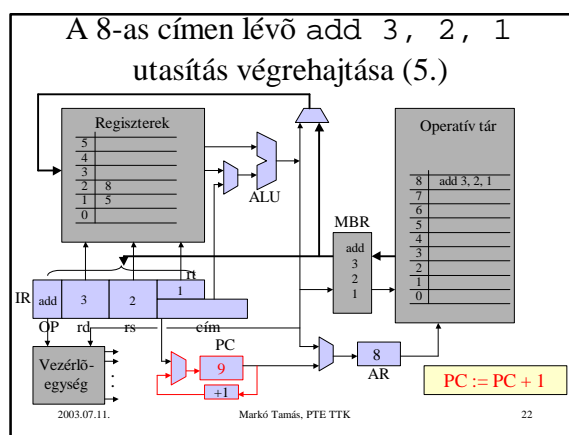 A 8-as címen lévõ add 3, 2, 1
utasítás végrehajtása (5.)
Regiszterek
5
4
3
2 8
1 5
0
ALU
Operatív tár
8 add 3, 2, 1
7
6
5
4
3
2
1
0
MBR
add
3
2
1
rt
IR add 3 2 1
OP rd rs cím
Vezérlõ-
egység
PC
9
+1
8
AR
PC := PC + 1
2003.07.11. Markó Tamás, PTE TTK 22